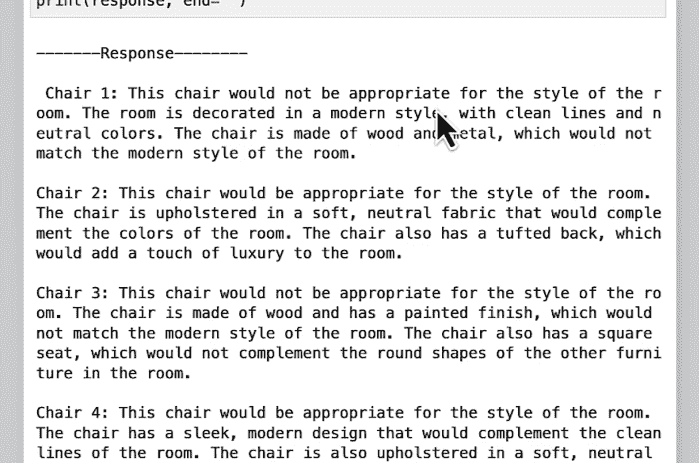 print(response, end=" ")
-------Response--------
Chair 1: This chair would not be appropriate for the style of the r
oom. The room is decorated in a modern style, with clean lines and n
eutral colors. The chair is made of wood and metal, which would not
match the modern style of the room.
Chair 2: This chair would be appropriate for the style of the room.
The chair is upholstered in a soft, neutral fabric that would comple
ment the colors of the room. The chair also has a tufted back, which
would add a touch of luxury to the room.
Chair 3: This chair would not be appropriate for the style of the ro
om. The chair is made of wood and has a painted finish, which would
not match the modern style of the room. The chair also has a square
seat, which would not complement the round shapes of the other furni
ture in the room.
Chair 4: This chair would be appropriate for the style of the room.
The chair has a sleek, modern design that would complement the clean
lines of the room. The chair is also upholstered in a soft, neutral